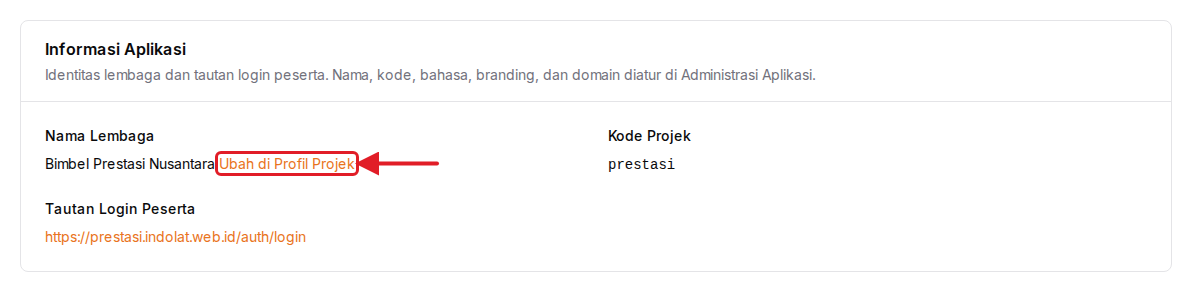 Informasi Aplikasi
Identitas lembaga dan tautan login peserta. Nama, kode, bahasa, branding, dan domain diatur di Administrasi Aplikasi.
Nama Lembaga
Bimbel Prestasi Nusantara Ubah di Profil Projek
Kode Projek
prestasi
Tautan Login Peserta
https://prestasi.indolat.web.id/auth/login